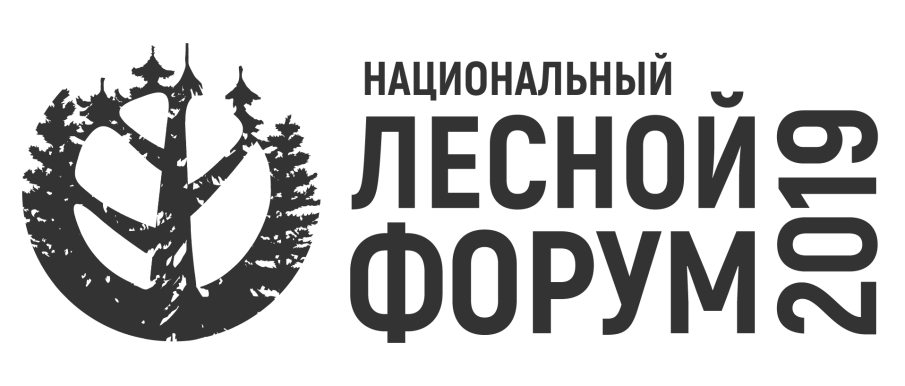 НАЦИОНАЛЬНЫЙ
ЛЕСНОЙ
ФОРУМ
2019